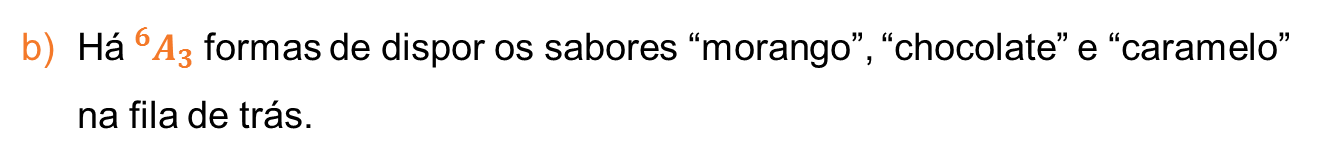 b) Há ⁶A₃ formas de dispor os sabores “morango”, “chocolate” e “caramelo”
na fila de trás.